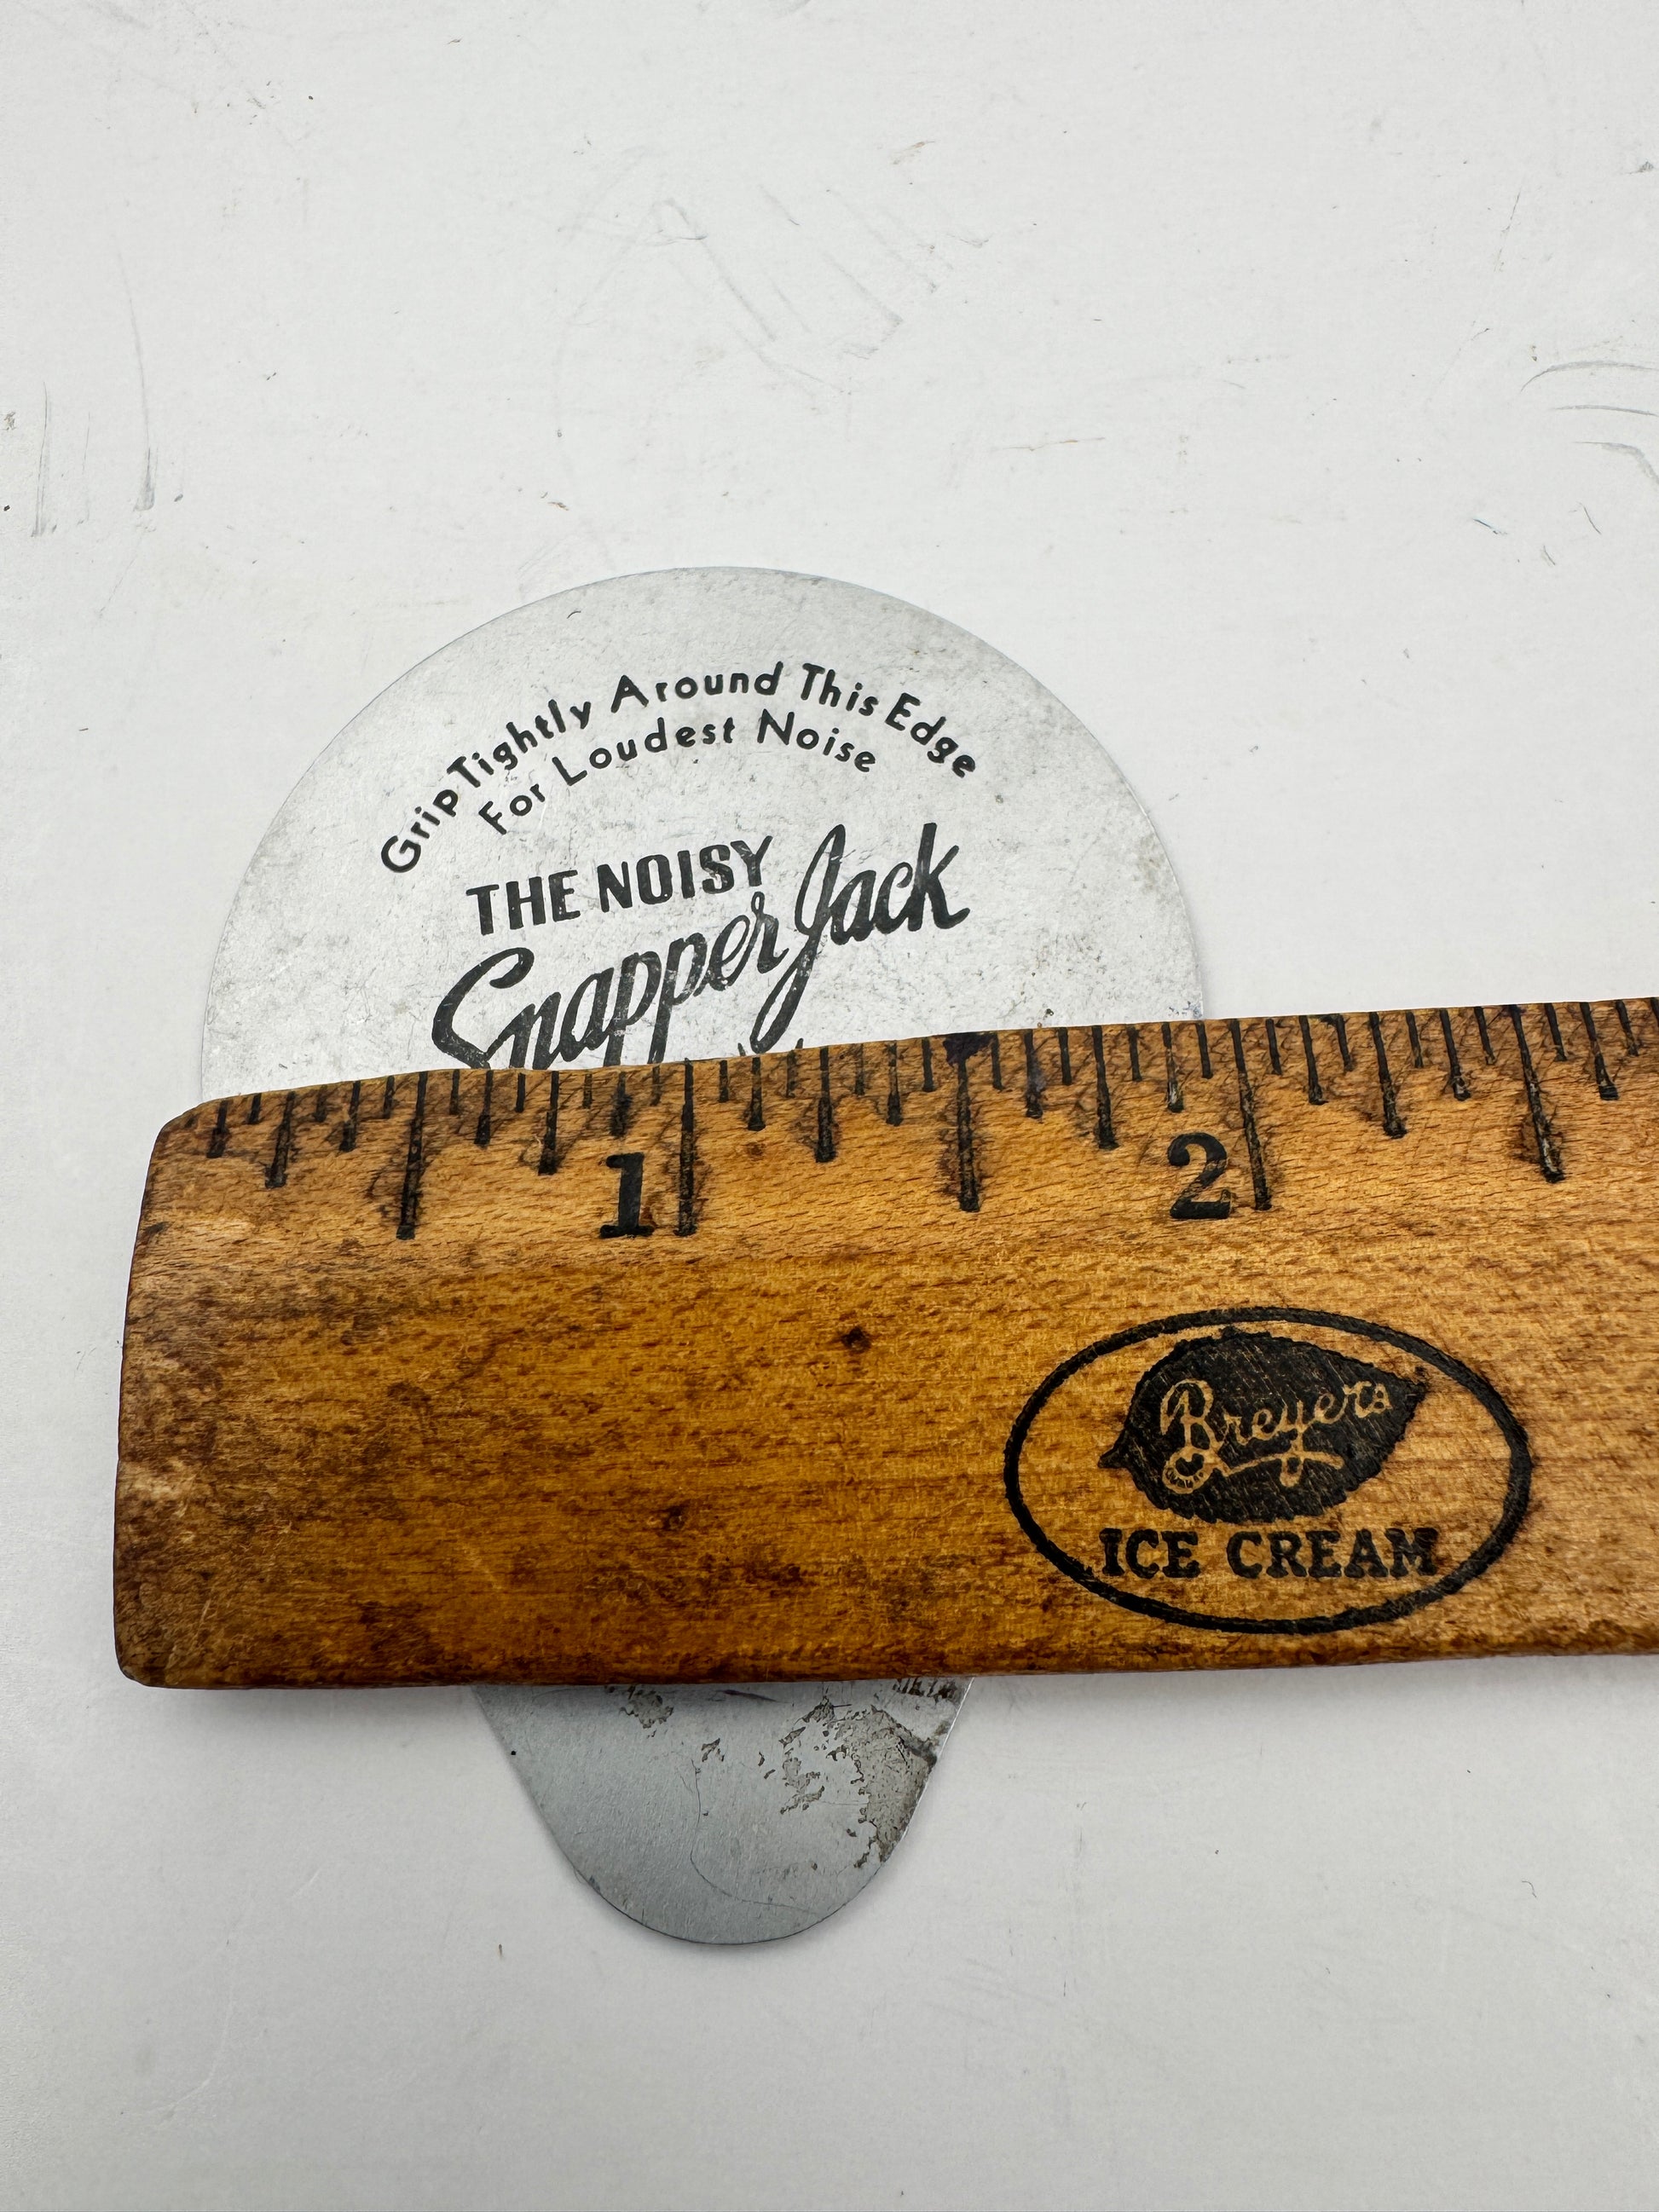 Grip Tightly Around This Edge
For Loudest Noise
THE NOISY
Snapper Jack
1 2
Breyers
ICE CREAM